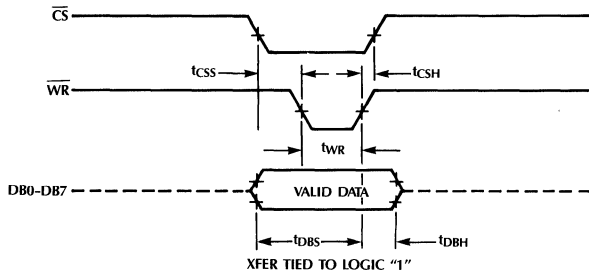 CS
tCSS
tCSH
WR
tWR
DB0-DB7
VALID DATA
tDBS
tDBH
XFER TIED TO LOGIC "1"